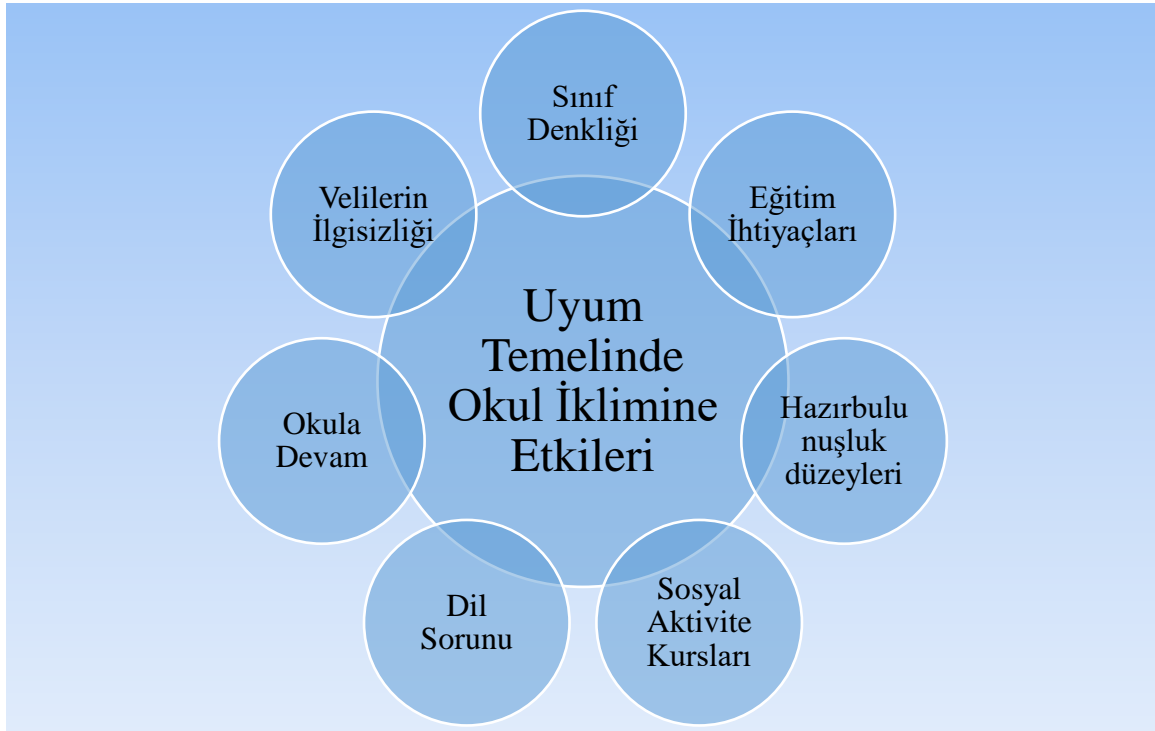 Sınıf
Denkliği
Eğitim
İhtiyaçları
Hazırbulu
nuşluk
düzeyleri
Sosyal
Aktivite
Kursları
Dil
Sorunu
Okula
Devam
Velilerin
İlgisizliği
Uyum
Temelinde
Okul İklimine
Etkileri